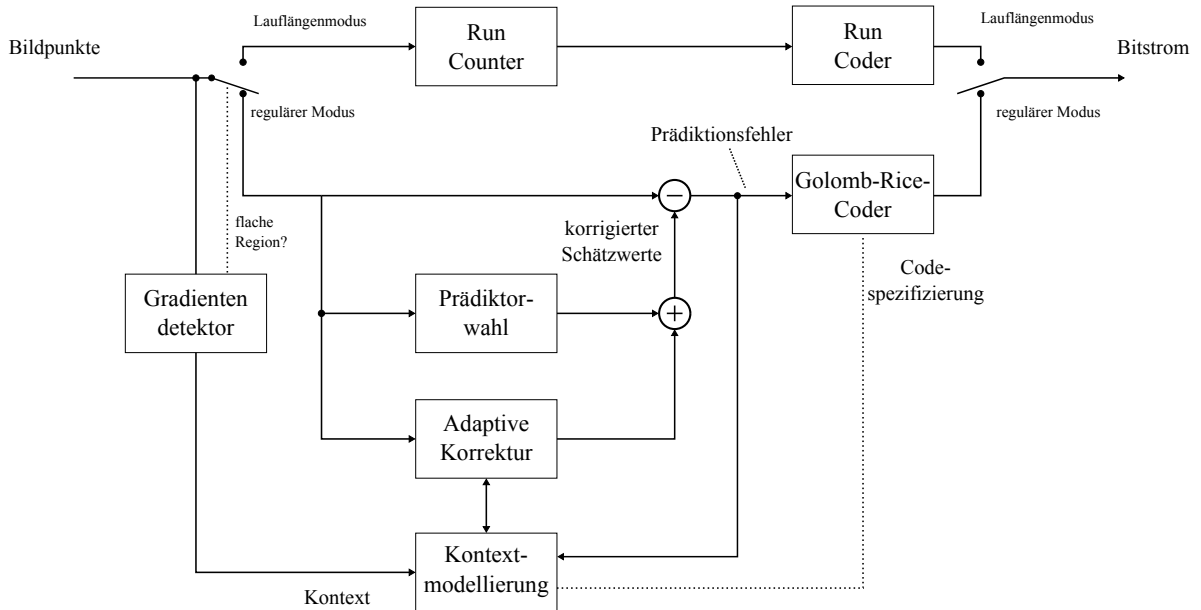 Lauflängenmodus
Run
Counter
Run
Coder
Lauflängenmodus
Bildpunkte
Bitstrom
regulärer Modus
regulärer Modus
Prädiktionsfehler
Golomb-Rice-
Coder
flache
Region?
korrigierter
Schätzwerte
Code-
spezifizierung
Gradienten
detektor
Prädiktor-
wahl
Adaptive
Korrektur
Kontext-
modellierung
Kontext